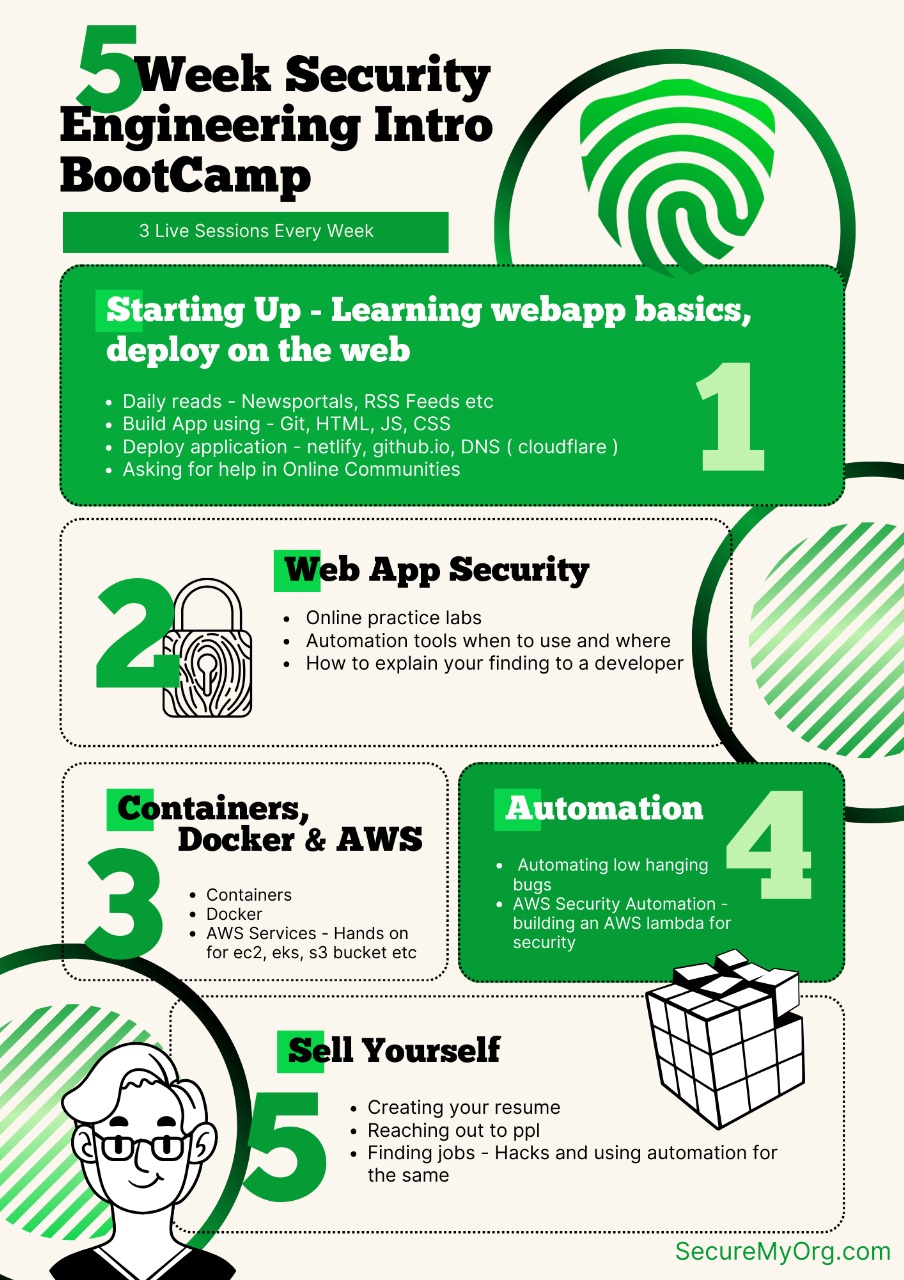 5 Week Security
Engineering Intro
BootCamp
3 Live Sessions Every Week
Starting Up - Learning webapp basics,
deploy on the web
• Daily reads - Newsportals, RSS Feeds etc
• Build App using - Git, HTML, JS, CSS
• Deploy application - netlify, github.io, DNS ( cloudflare )
• Asking for help in Online Communities
1
2
Web App Security
• Online practice labs
• Automation tools when to use and where
• How to explain your finding to a developer
3
Containers,
Docker & AWS
• Containers
• Docker
• AWS Services - Hands on
for ec2, eks, s3 bucket etc
Automation
4
• Automating low hanging
bugs
• AWS Security Automation -
building an AWS lambda for
security
Sell Yourself
5
• Creating your resume
• Reaching out to ppl
• Finding jobs - Hacks and using automation for
the same
SecureMyOrg.com